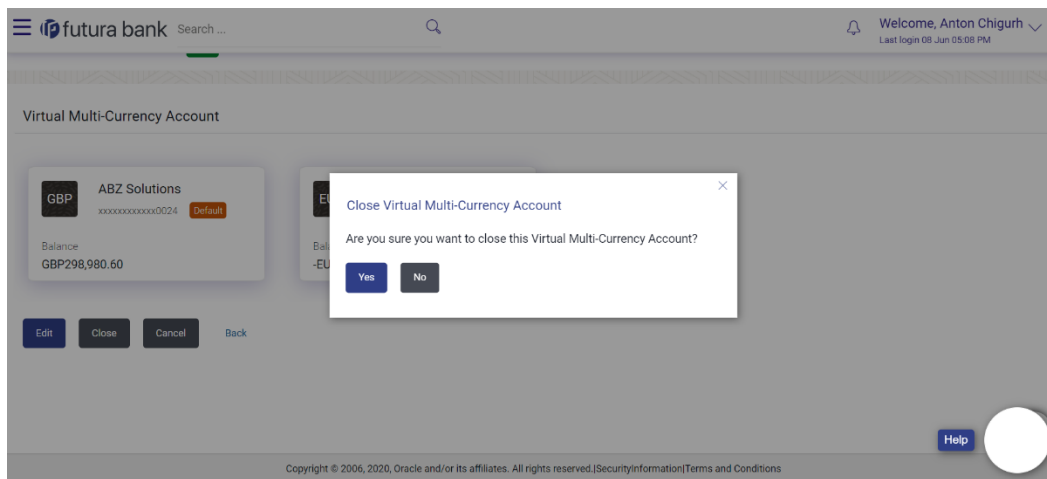 futura bank Search ...
Welcome, Anton Chigurh
Last login 08 Jun 05:08 PM
Virtual Multi-Currency Account
GBP
ABZ Solutions
xxxxxxxxxxxx0024 Default
Balance
GBP298,980.60
-EU
Close Virtual Multi-Currency Account
Are you sure you want to close this Virtual Multi-Currency Account?
Yes No
Edit Close Cancel Back
Help
Copyright © 2006, 2020, Oracle and/or its affiliates. All rights reserved.|SecurityInformation|Terms and Conditions